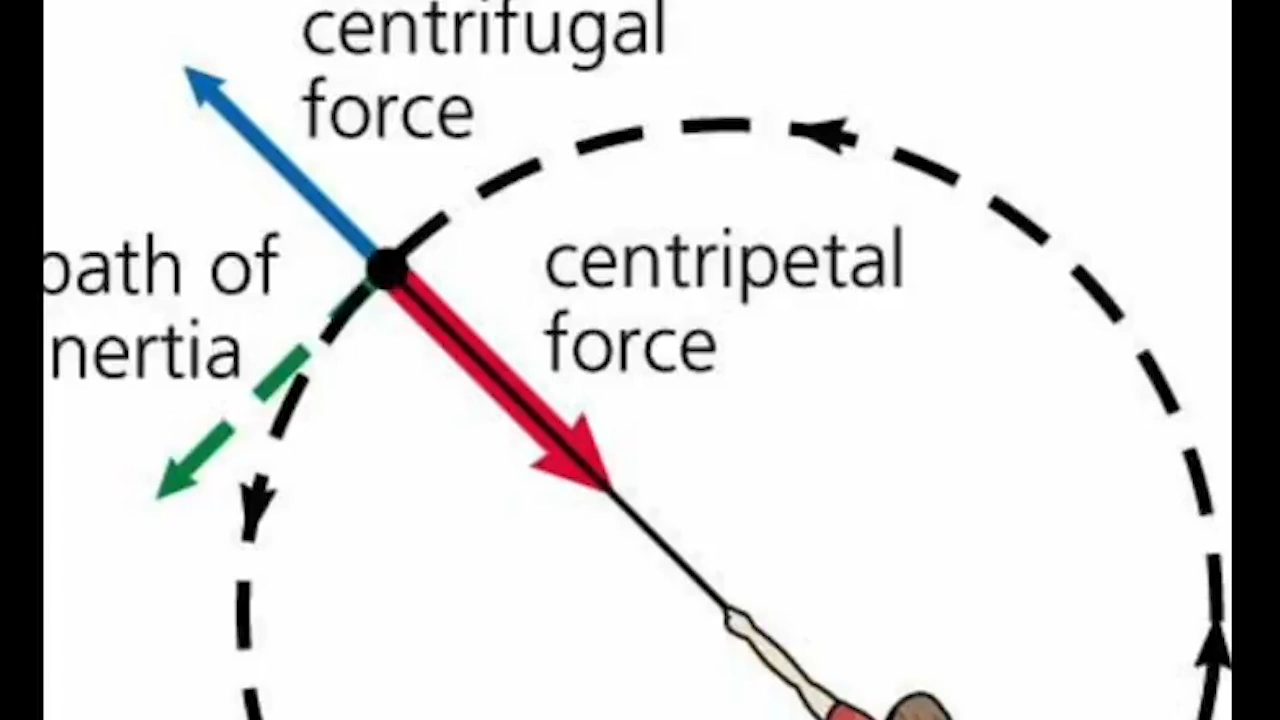 centrifugal
force
path of
nertia
centripetal
force